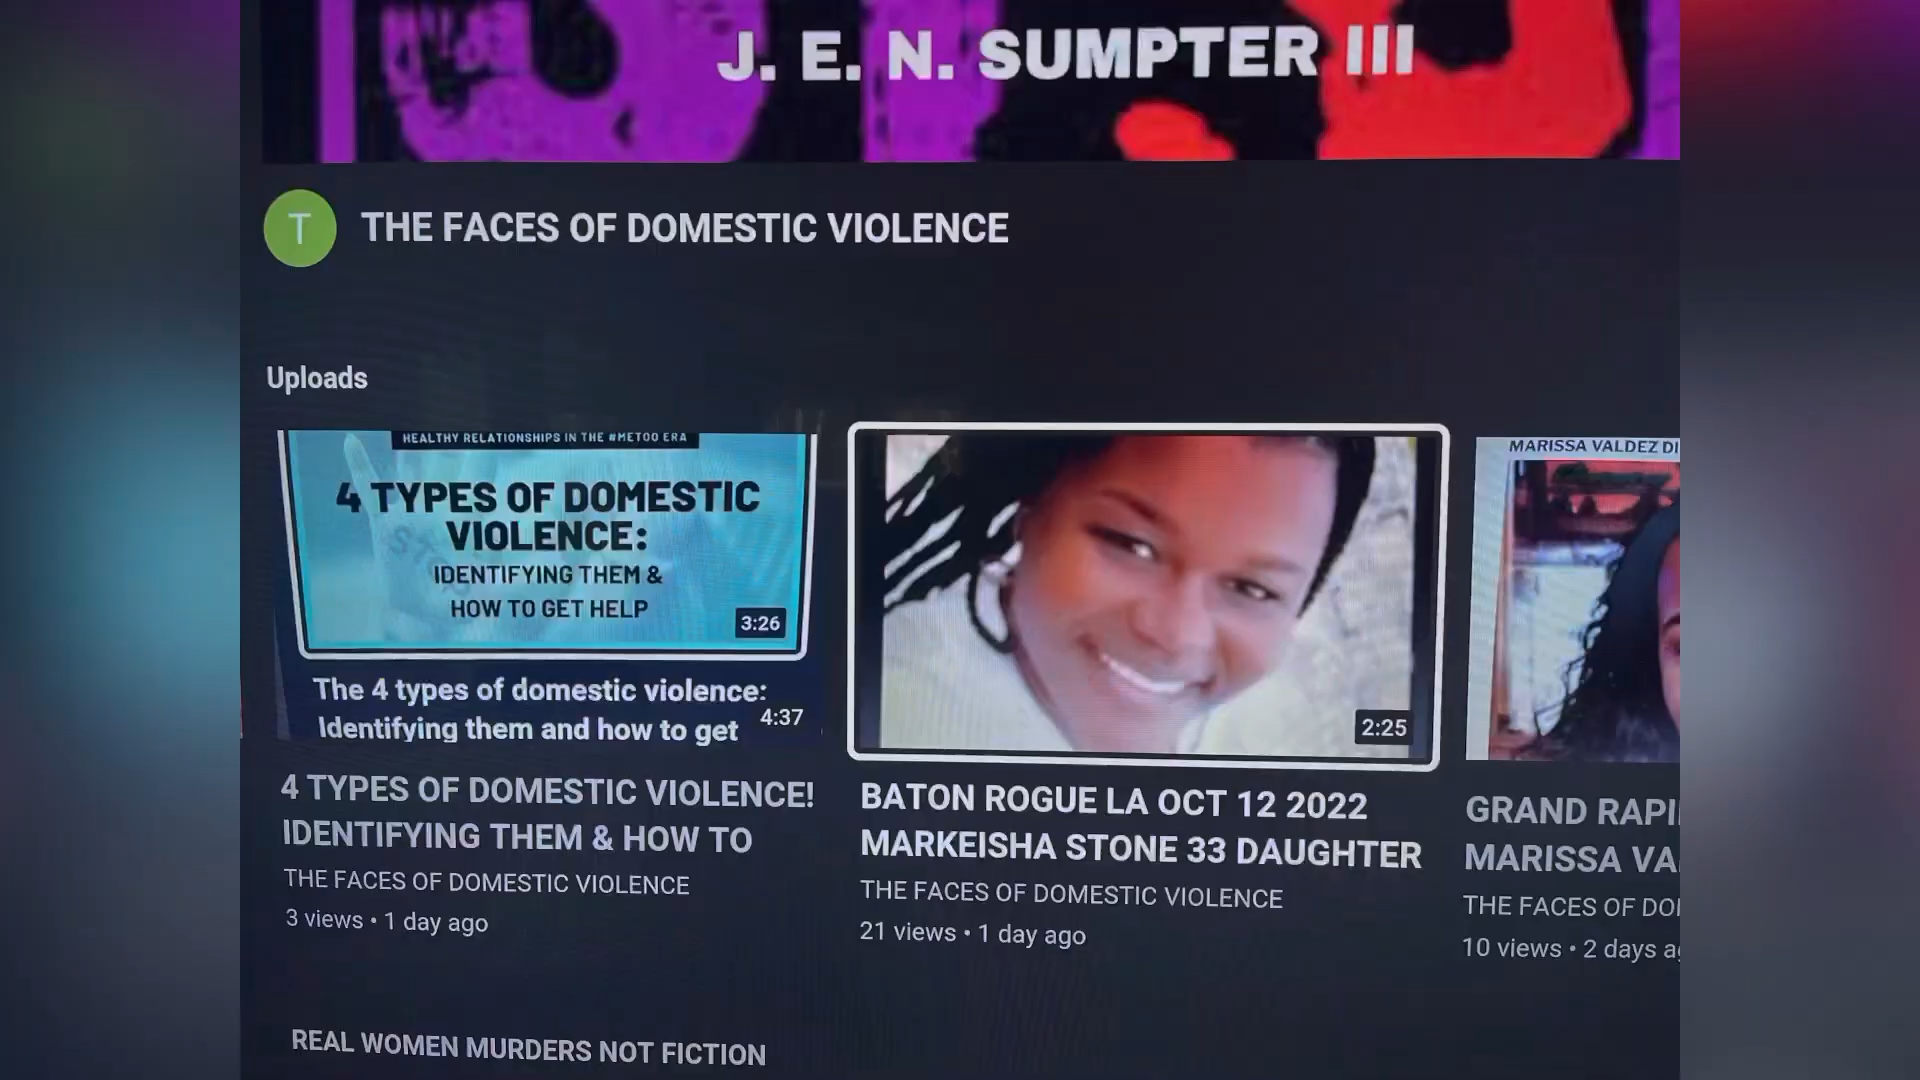 J. E. N. SUMPTER III
T
THE FACES OF DOMESTIC VIOLENCE
Uploads
HEALTHY RELATIONSHIPS IN THE #METOO ERA
4 TYPES OF DOMESTIC
VIOLENCE:
IDENTIFYING THEM &
HOW TO GET HELP
3:26
The 4 types of domestic violence:
Identifying them and how to get
4:37
4 TYPES OF DOMESTIC VIOLENCE!
IDENTIFYING THEM & HOW TO
THE FACES OF DOMESTIC VIOLENCE
3 views • 1 day ago
2:25
BATON ROGUE LA OCT 12 2022
MARKEISHA STONE 33 DAUGHTER
THE FACES OF DOMESTIC VIOLENCE
21 views • 1 day ago
MARISSA VALDEZ DI
GRAND RAPI
MARISSA VA
THE FACES OF DO
10 views • 2 days a
REAL WOMEN MURDERS NOT FICTION